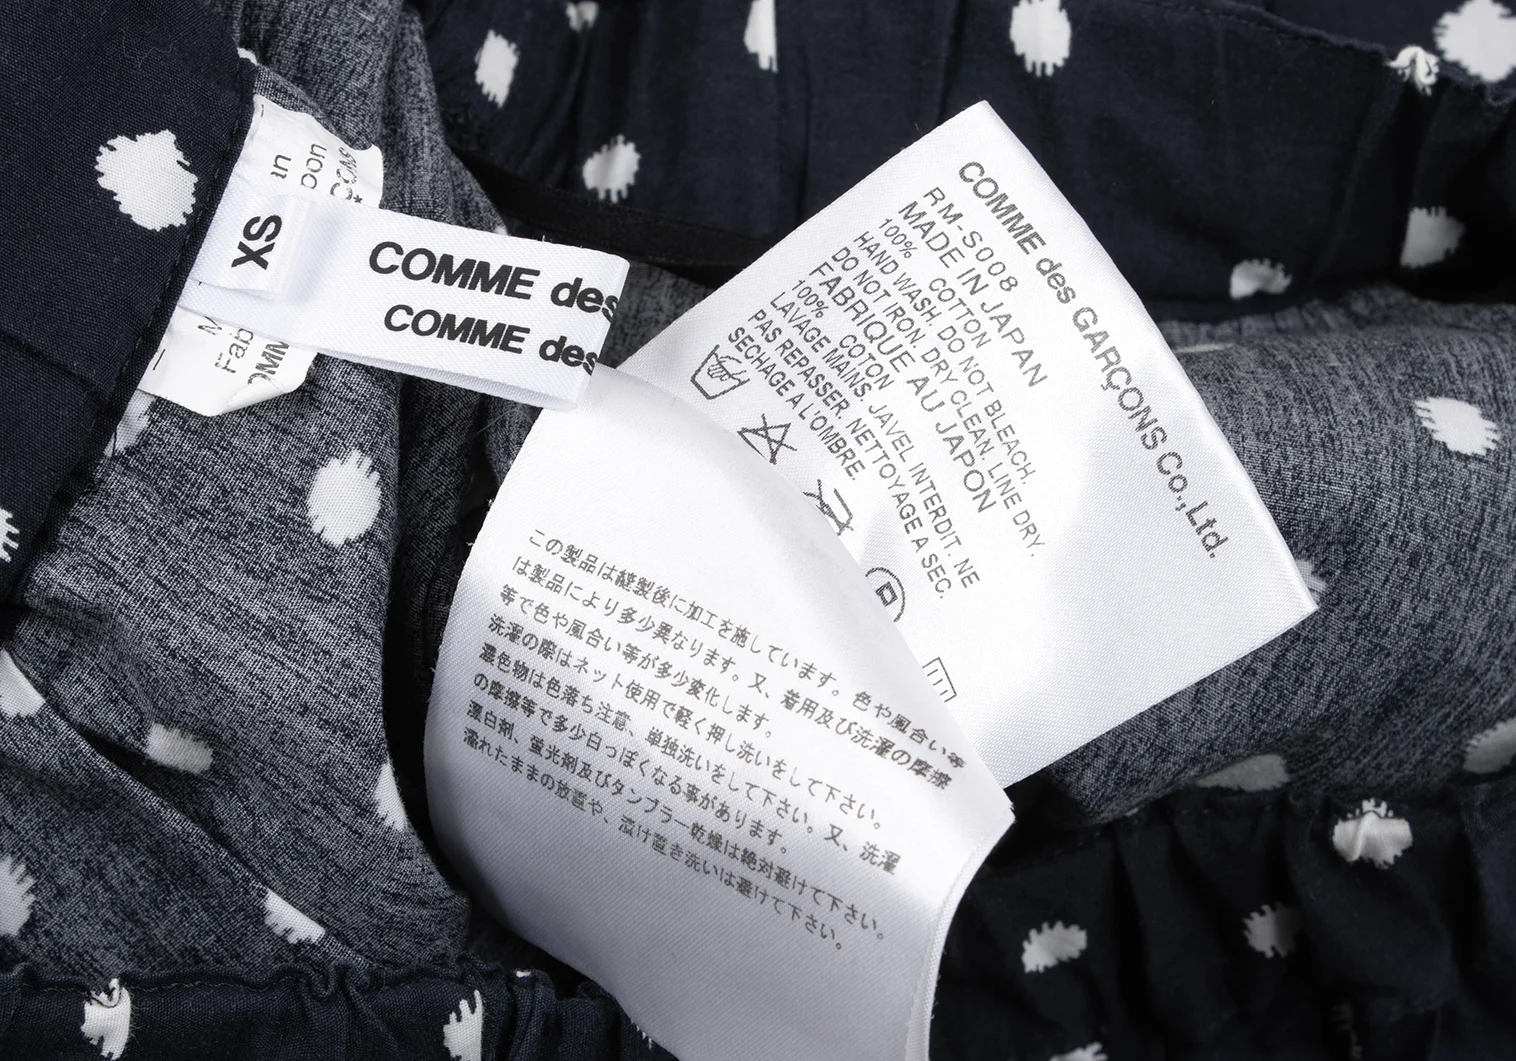 XS
COMME des
COMME des
COMME des GARÇONS Co.,Ltd.
RM-S008
MADE IN JAPAN
100% COTTON
HAND WASH. DO NOT BLEACH.
DO NOT IRON. DRY CLEAN. LINE DRY.
FABRIQUE AU JAPON
100% COTON
LAVAGE MAINS. JAVEL INTERDIT. NE
PAS REPASSER. NETTOYAGE A SEC.
SECHAGE A L'OMBRE.
P
この製品は縫製後に加工を施しています。色や風合い等
は製品により多少異なります。又、着用及び洗濯の摩擦
等で色や風合い等が多少変化します。
洗濯の際はネット使用で軽く押し洗いをして下さい。
濃色物は色落ち注意、単独洗いをして下さい。又、洗濯
の摩擦等で多少白っぽくなる事があります。
漂白剤、蛍光剤及びタンブラー乾燥は絶対避けて下さい。
濡れたままの放置や、漬け置き洗いは避けて下さい。